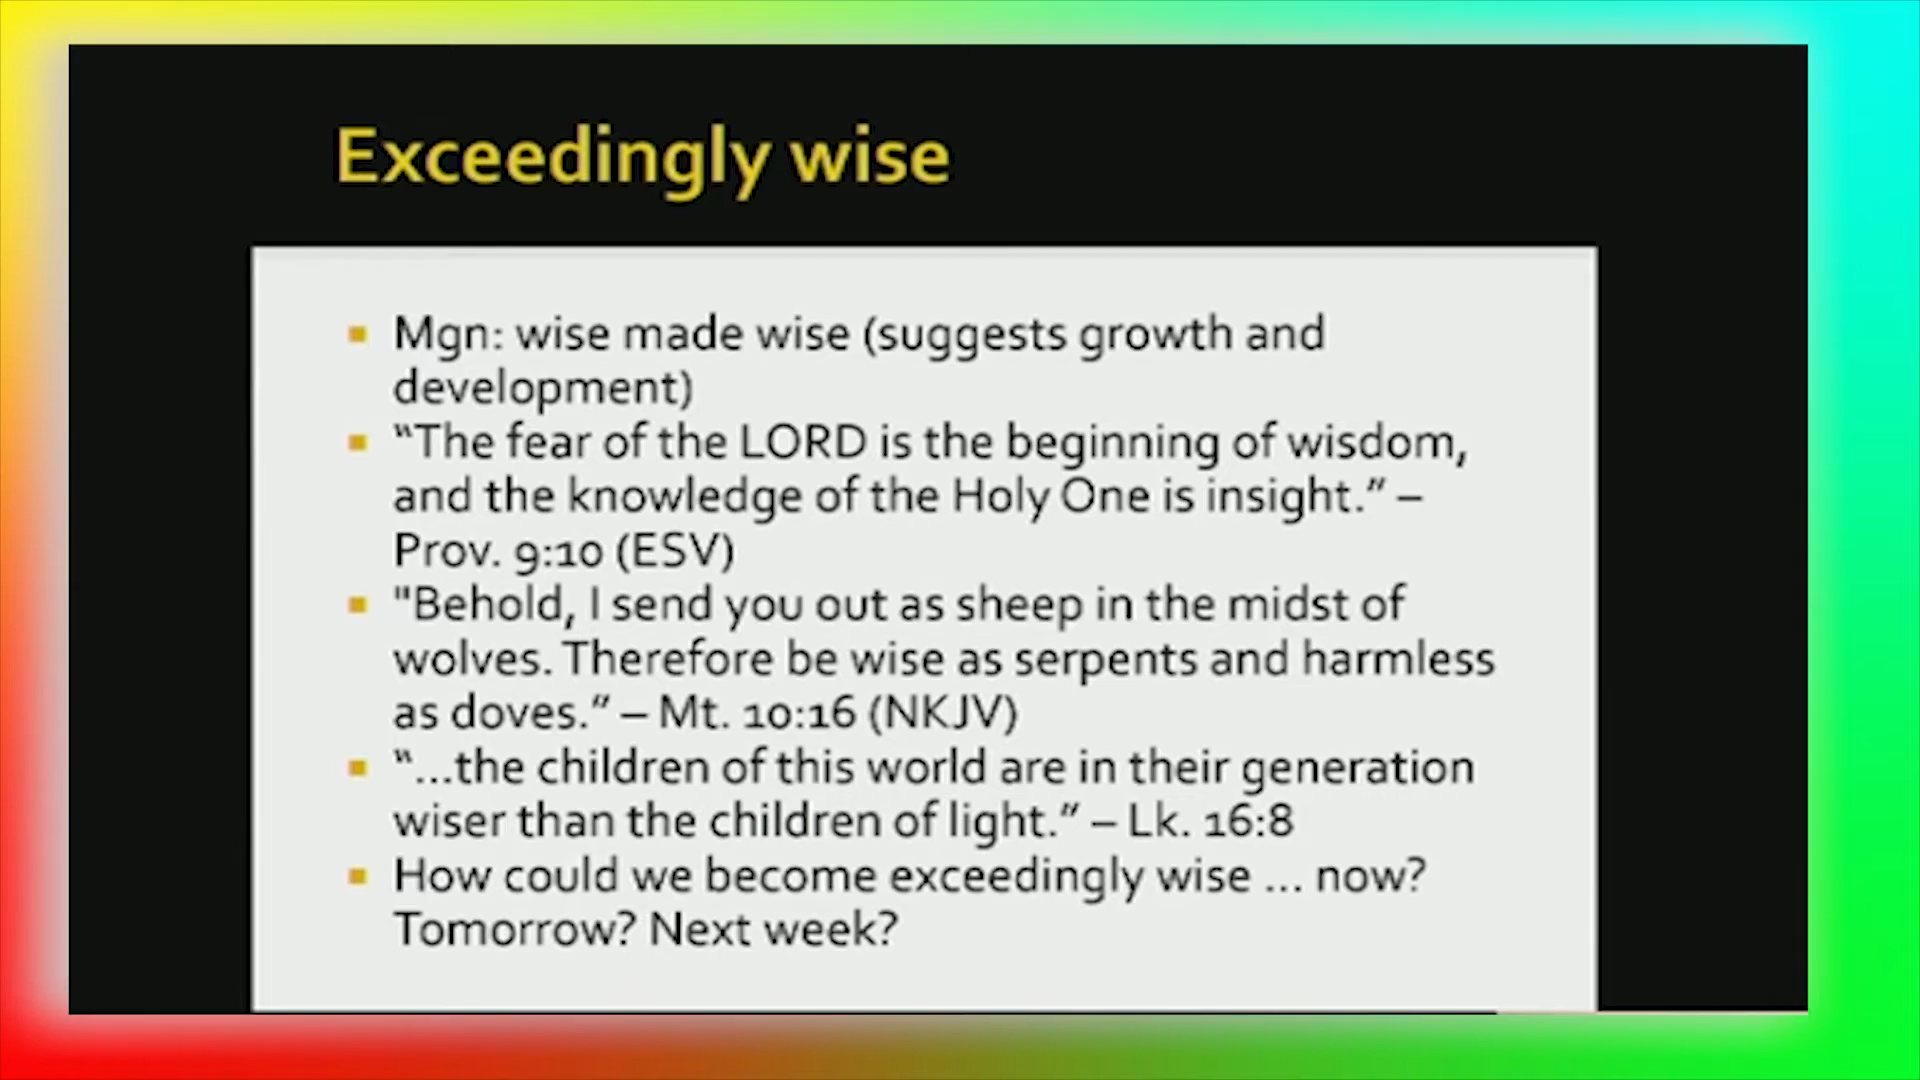 Exceedingly wise
Mgn: wise made wise (suggests growth and
development)
“The fear of the LORD is the beginning of wisdom,
and the knowledge of the Holy One is insight.” –
Prov. 9:10 (ESV)
"Behold, I send you out as sheep in the midst of
wolves. Therefore be wise as serpents and harmless
as doves.” – Mt. 10:16 (NKJV)
“…the children of this world are in their generation
wiser than the children of light.” – Lk. 16:8
How could we become exceedingly wise … now?
Tomorrow? Next week?